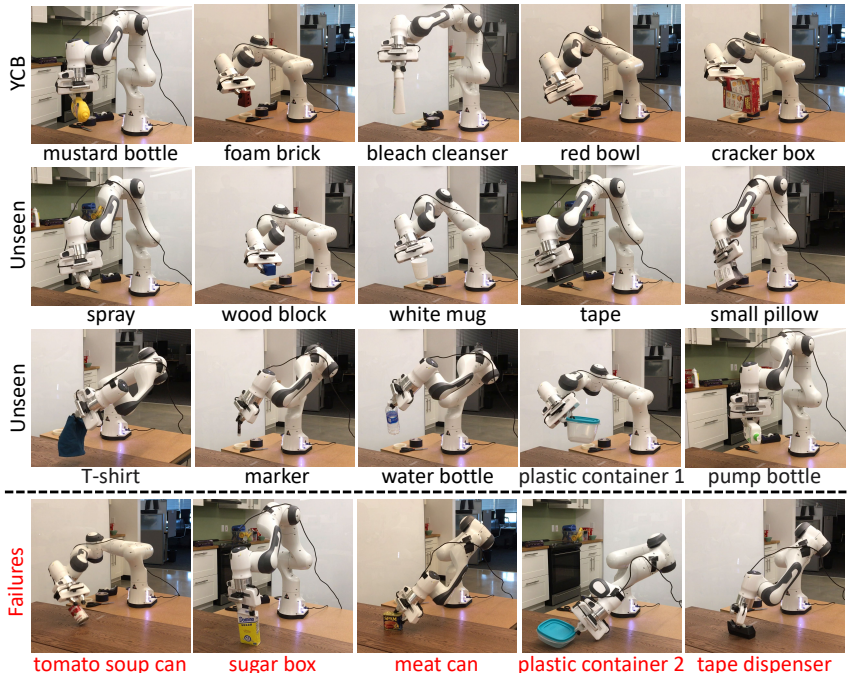 YCB
mustard bottle
foam brick
bleach cleanser
red bowl
cracker box
Unseen
spray
wood block
white mug
tape
small pillow
Unseen
T-shirt
marker
water bottle
plastic container 1
pump bottle
Failures
tomato soup can
sugar box
meat can
plastic container 2
tape dispenser